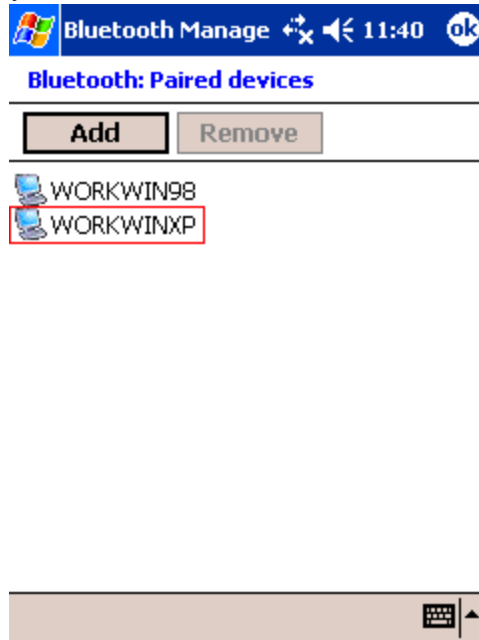 Bluetooth Manage 11:40 ok
Bluetooth: Paired devices
Add Remove
WORKWIN98
WORKWINXP